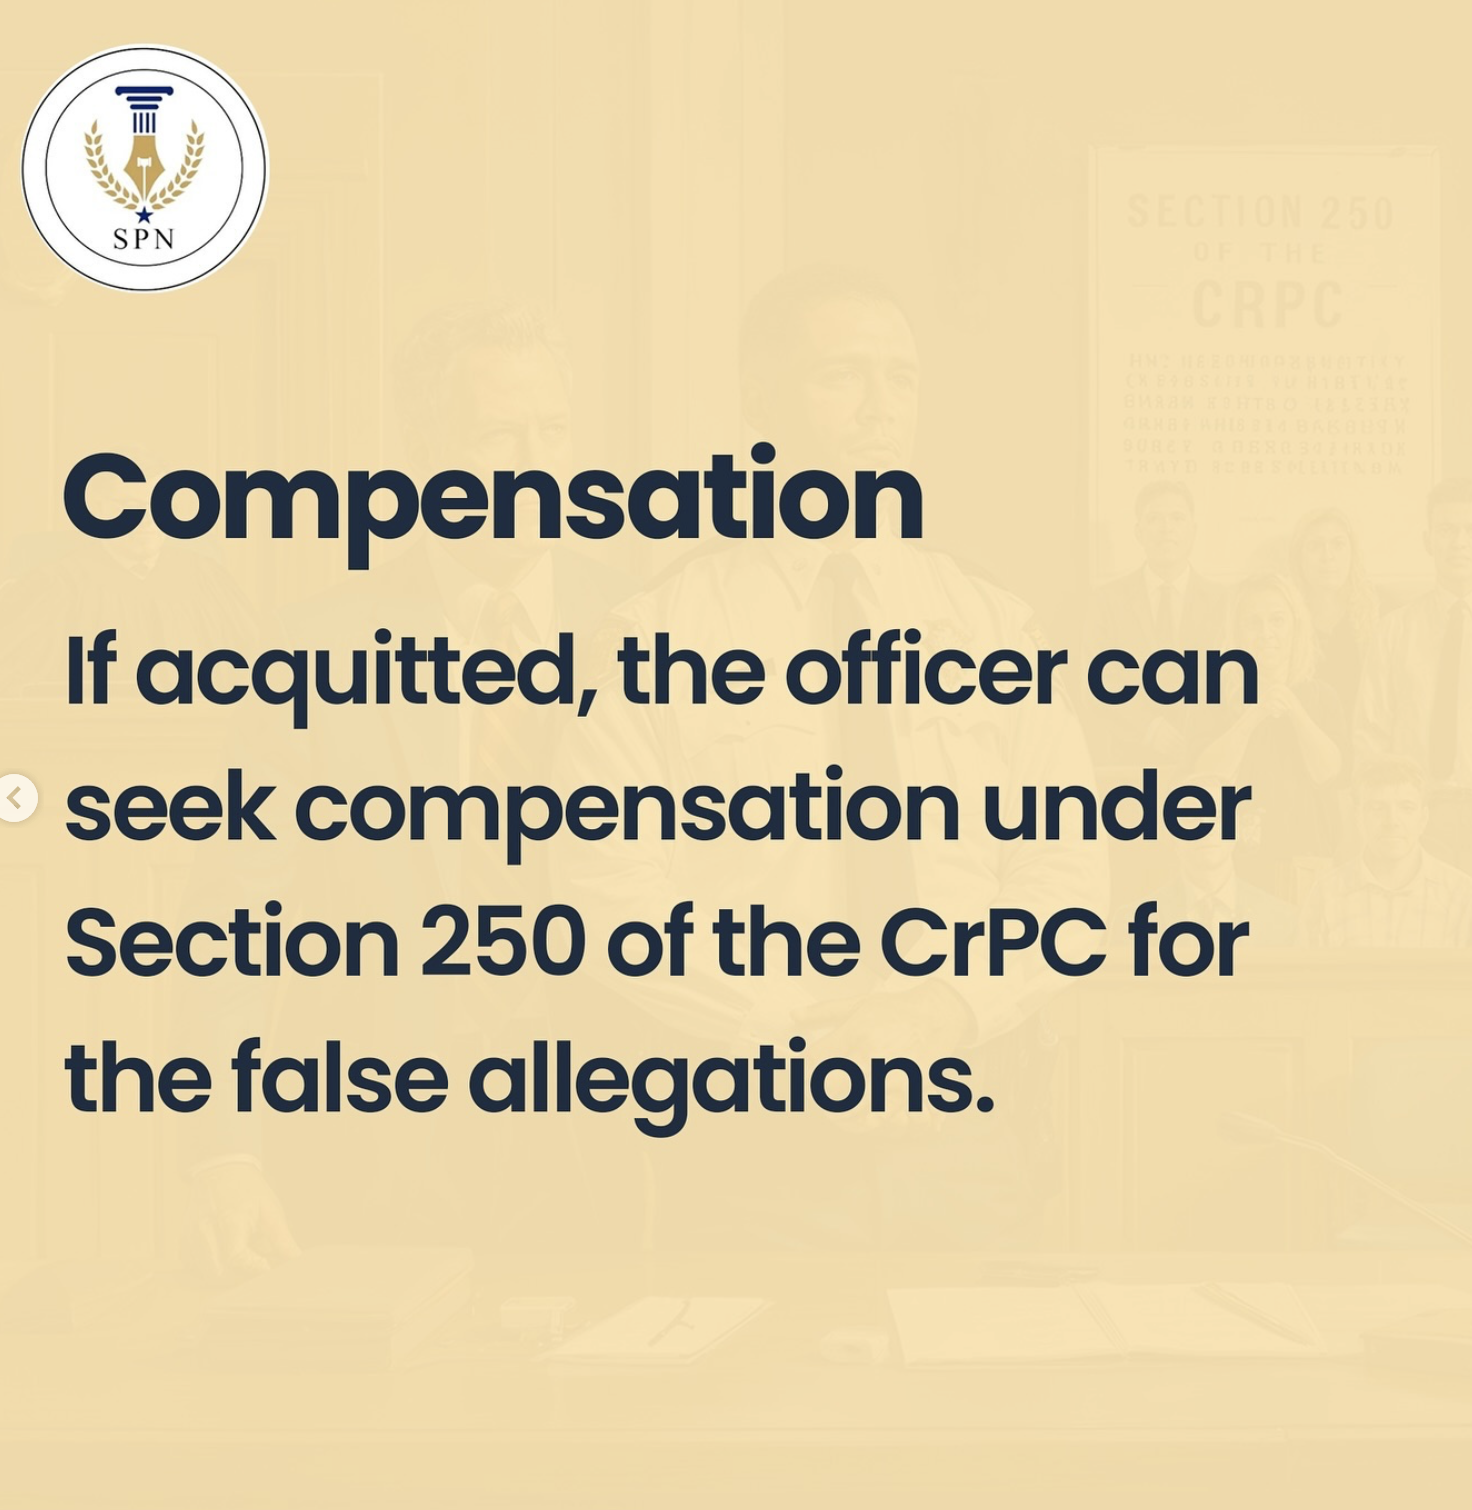 SPN
SECTION 250
OF THE
CRPC
Compensation
If acquitted, the officer can
seek compensation under
Section 250 of the CrPC for
the false allegations.